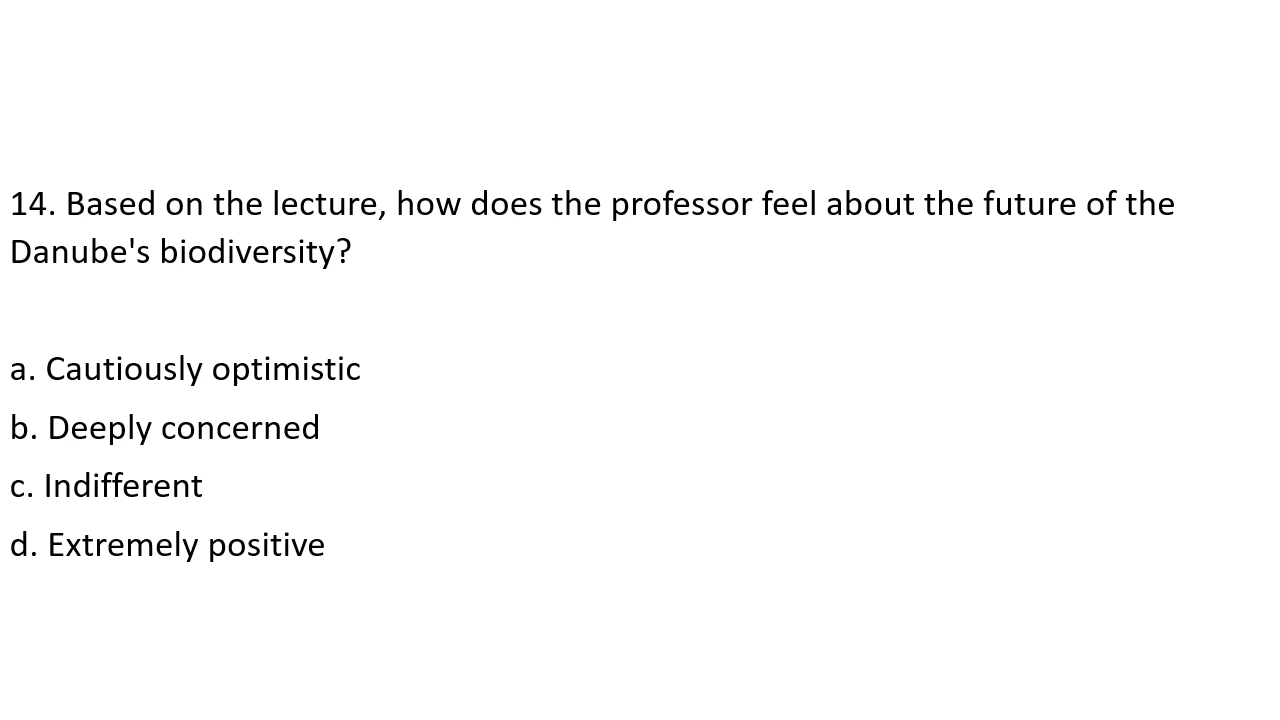 14. Based on the lecture, how does the professor feel about the future of the
Danube's biodiversity?
a. Cautiously optimistic
b. Deeply concerned
c. Indifferent
d. Extremely positive